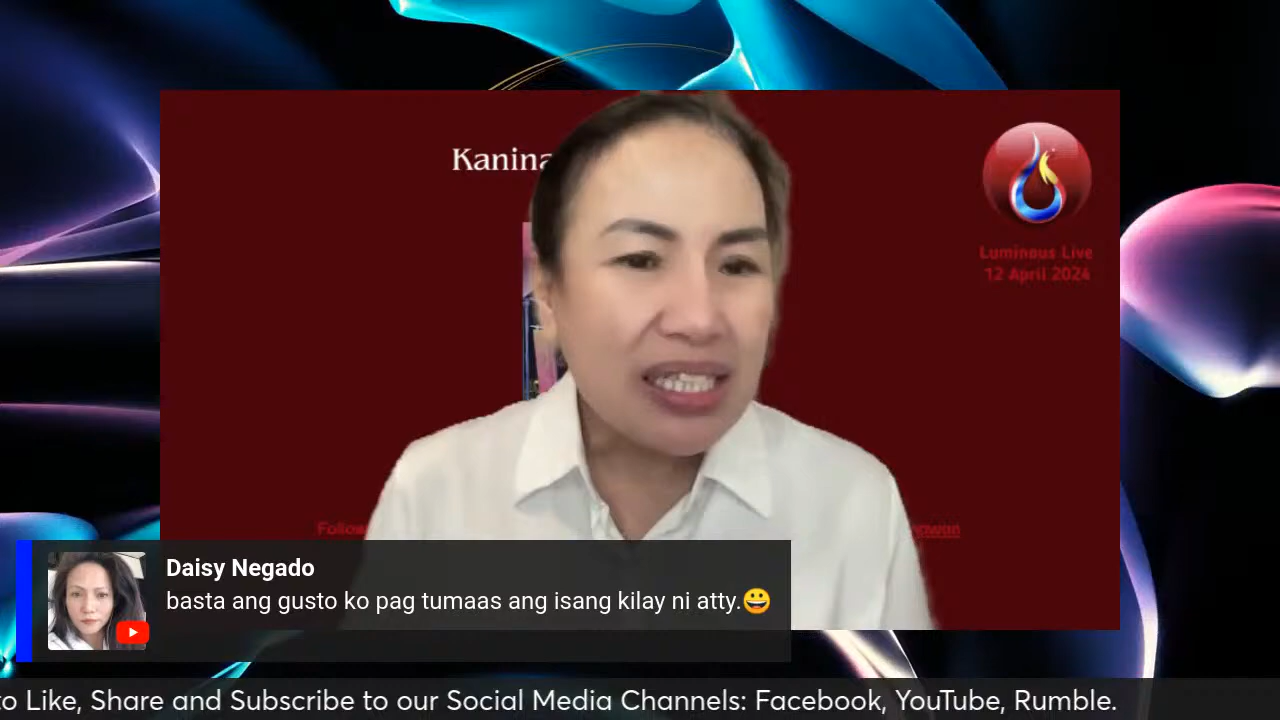 Kanina
Luminous Live
12 April 2024
Follow
Daisy Negado
basta ang gusto ko pag tumaas ang isang kilay ni atty.😀
to Like, Share and Subscribe to our Social Media Channels: Facebook, YouTube, Rumble.